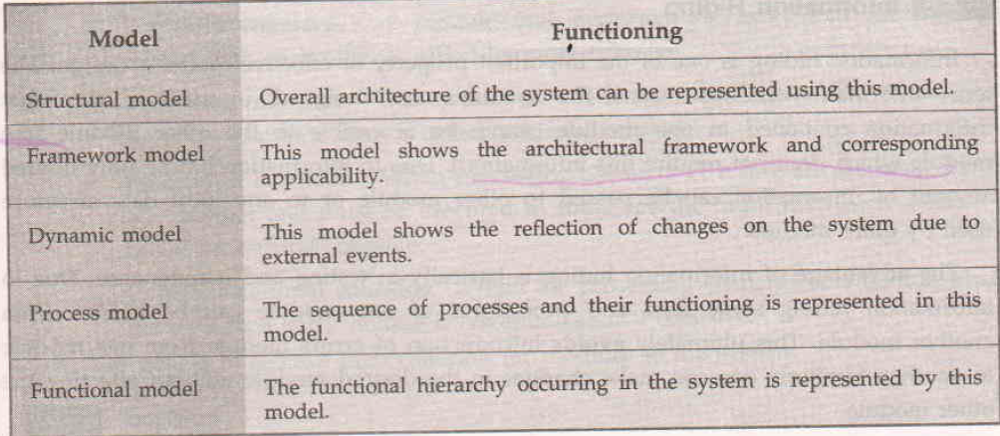 Model Functioning
Structural model Overall architecture of the system can be represented using this model.
Framework model This model shows the architectural framework and corresponding
applicability.
Dynamic model This model shows the reflection of changes on the system due to
external events.
Process model The sequence of processes and their functioning is represented in this
model.
Functional model The functional hierarchy occurring in the system is represented by this
model.